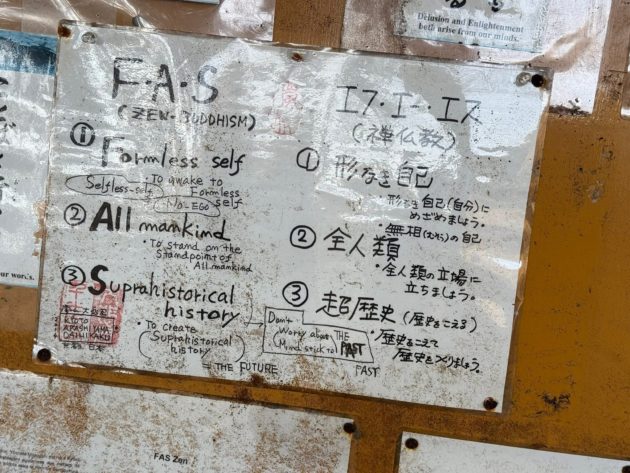 Delusion and Enlightenment
both arise from our minds.
F・A・S
(ZEN-BUDDHISM)
① Formless self
Selfless-self
To awake to
Formless
self
NO-EGO
② All mankind
・To stand on the
Standpoint of
All mankind
③ Suprahistorical
history
・To create
(Suprahistorical
history)
= THE FUTURE
Don't
Worry about THE
(Mind stick to) PAST
PAST
KYOTO
ARASHIYAMA
DAIHIKAKU
エフ・エー・エス
(禅仏教)
① 形なき自己
形なき自己(自分)に
めざめましょう。
・無相(むそう)の自己
② 全人類
・全人類の立場に
立ちましょう。
③ 超歴史 (歴史をこえる)
・歴史をこえて
歴史をつくりましょう。
FAS Zen